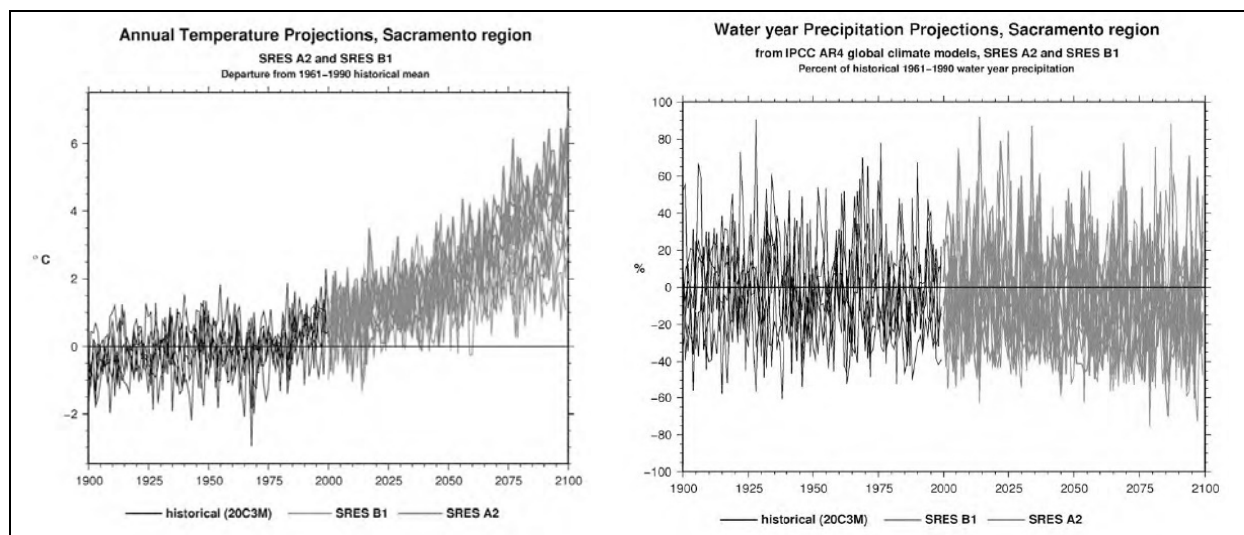 Annual Temperature Projections, Sacramento region
SRES A2 and SRES B1
Departure from 1961–1990 historical mean
6
4
° C
2
0
−2
1900 1925 1950 1975 2000 2025 2050 2075 2100
historical (20C3M) SRES B1 SRES A2
Water year Precipitation Projections, Sacramento region
from IPCC AR4 global climate models, SRES A2 and SRES B1
Percent of historical 1961–1990 water year precipitation
100
80
60
40
20
%
0
−20
−40
−60
−80
−100
1900 1925 1950 1975 2000 2025 2050 2075 2100
historical (20C3M) SRES B1 SRES A2